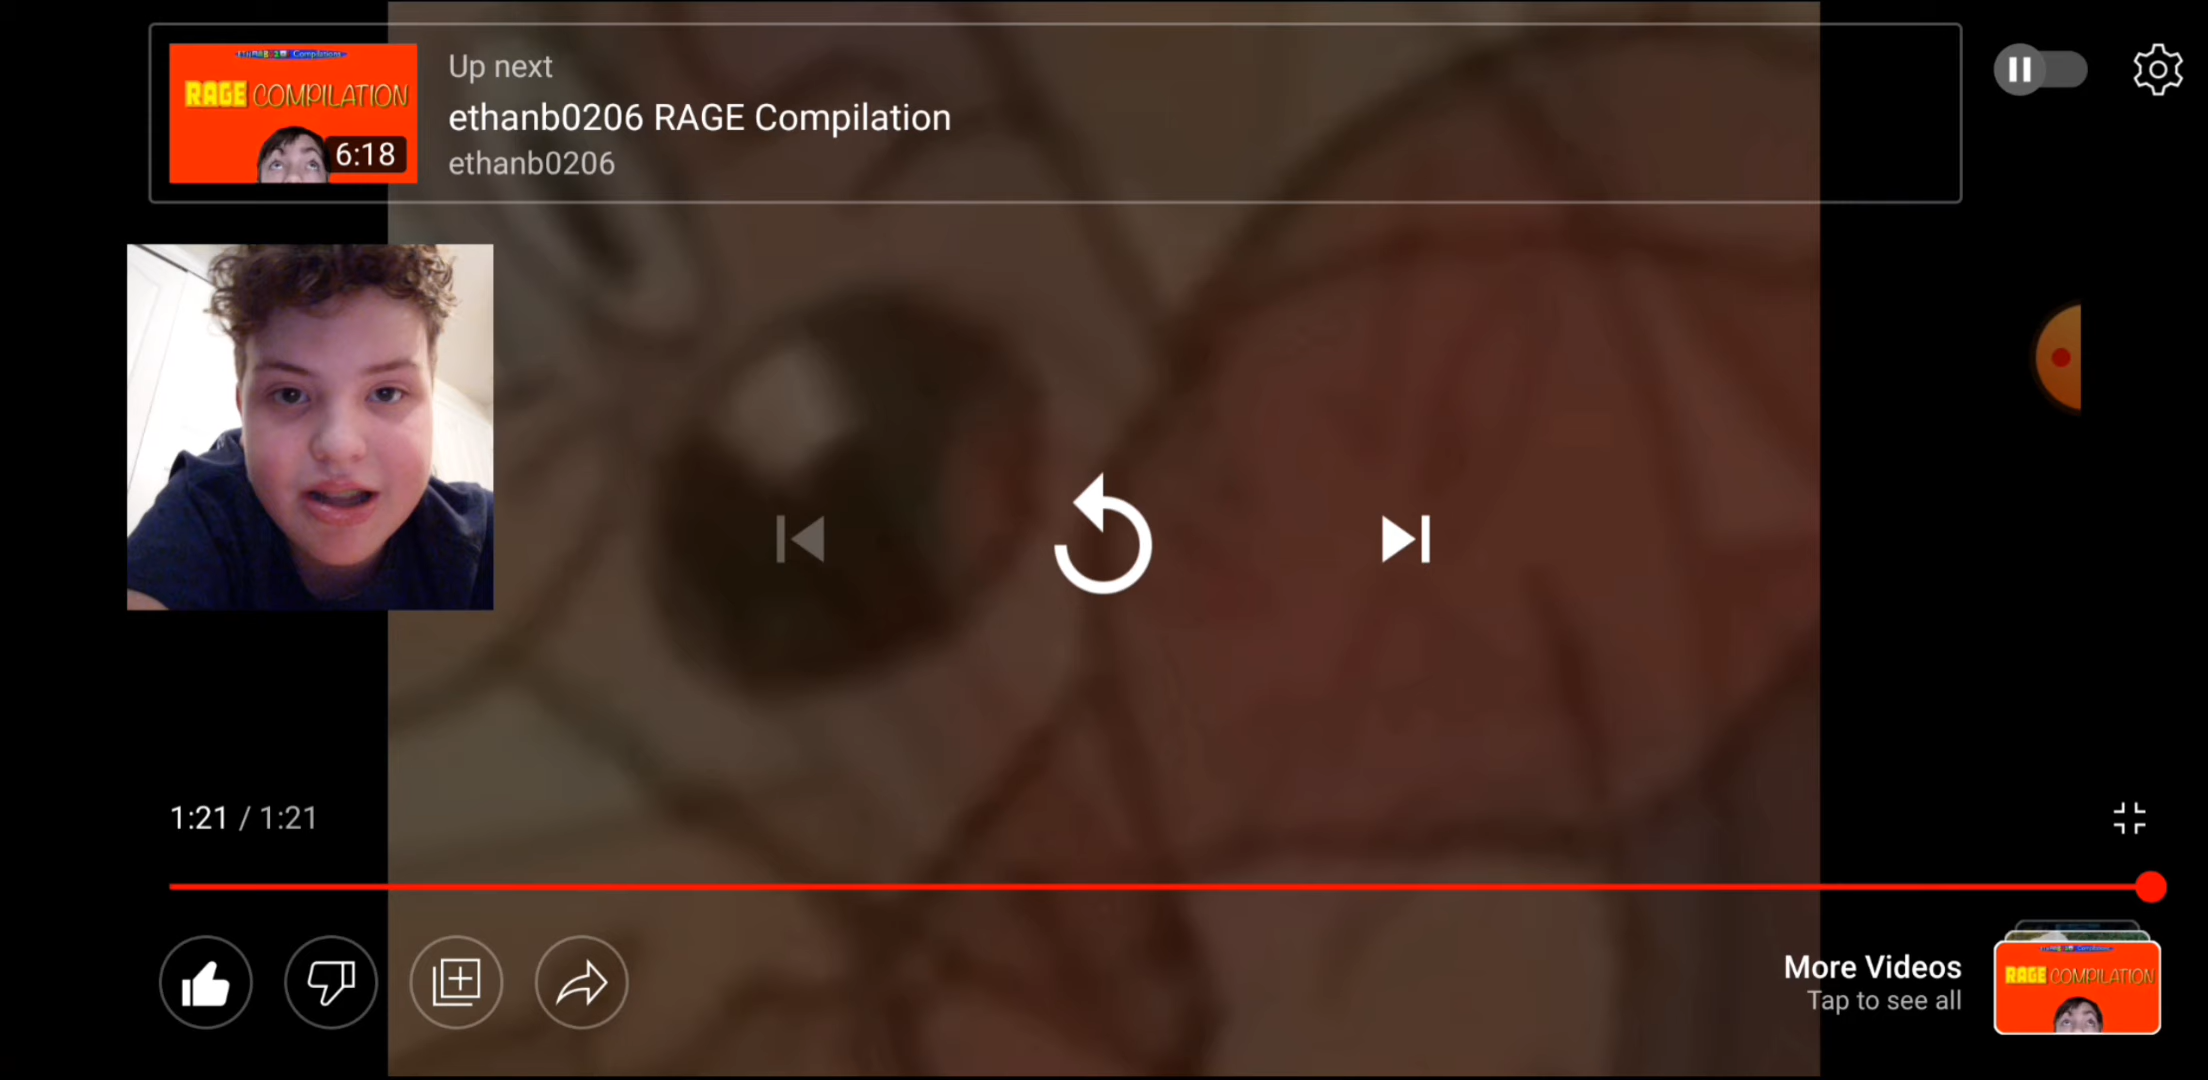 Compilations
RAGE COMPILATION
6:18
Up next
ethanb0206 RAGE Compilation
ethanb0206
1:21 / 1:21
More Videos
Tap to see all
RAGE COMPILATION